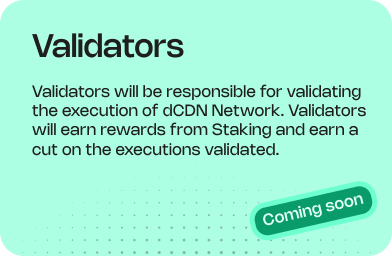 Validators
Validators will be responsible for validating
the execution of dCDN Network. Validators
will earn rewards from Staking and earn a
cut on the executions validated.
Coming soon